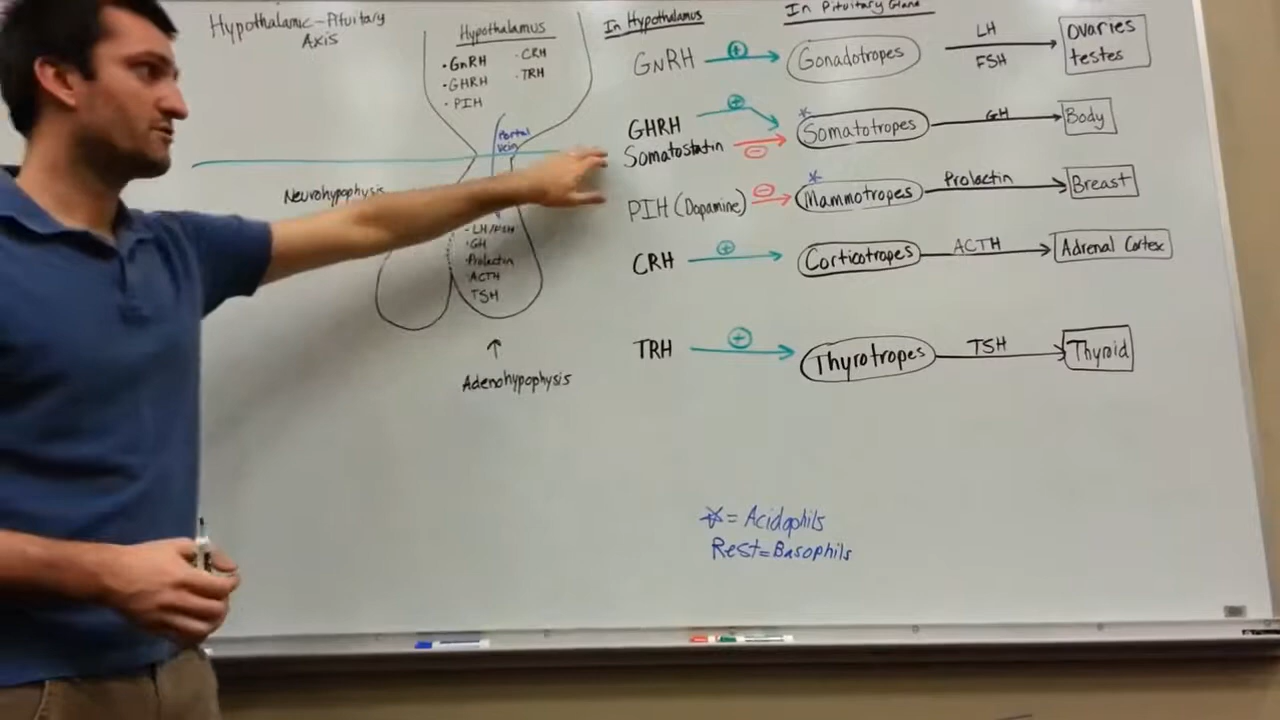 Hypothalamic-Pituitary
Axis
Hypothalamus
• GnRH
• GHRH
• PIH
• CRH
• TRH
Portal
vein
Neurohypophysis
• LH/FSH
• GH
• Prolactin
• ACTH
TSH
Adenohypophysis
In Hypothalamus
In Pituitary Gland
GnRH + Gonadotropes LH FSH Ovaries testes
GHRH +
Somatostatin - * Somatotropes GH Body
PIH (Dopamine) - * Mammotropes Prolactin Breast
CRH + Corticotropes ACTH Adrenal Cortex
TRH + Thyrotropes TSH Thyroid
* = Acidophils
Rest = Basophils